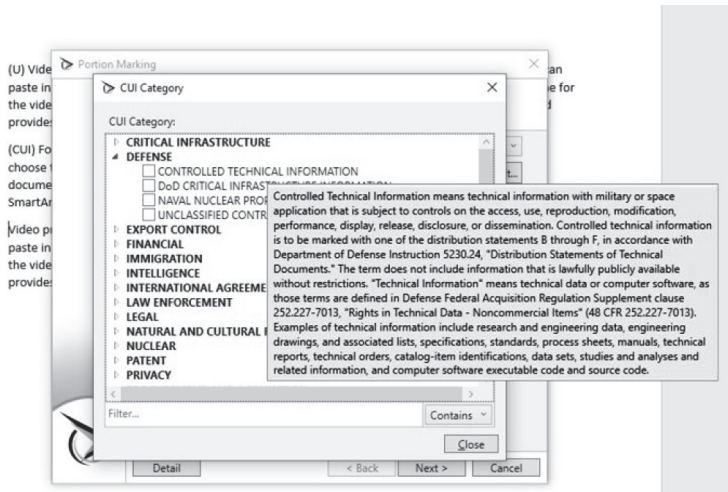 Portion Marking
(U) Vide
can
paste in
e for
the vide
provides
(CUI) Fo
choose t
docume
SmartAr
Video pr
paste in
the vide
provides
CUI Category
CUI Category:
CRITICAL INFRASTRUCTURE
DEFENSE
CONTROLLED TECHNICAL INFORMATION
DoD CRITICAL INFRASTRUCTURE INFORMATION
NAVAL NUCLEAR PROP
UNCLASSIFIED CONTR
EXPORT CONTROL
FINANCIAL
IMMIGRATION
INTELLIGENCE
INTERNATIONAL AGREEME
LAW ENFORCEMENT
LEGAL
NATURAL AND CULTURAL
NUCLEAR
PATENT
PRIVACY
Controlled Technical Information means technical information with military or space
application that is subject to controls on the access, use, reproduction, modification,
performance, display, release, disclosure, or dissemination. Controlled technical information
is to be marked with one of the distribution statements B through F, in accordance with
Department of Defense Instruction 5230.24, "Distribution Statements of Technical
Documents." The term does not include information that is lawfully publicly available
without restrictions. "Technical Information" means technical data or computer software, as
those terms are defined in Defense Federal Acquisition Regulation Supplement clause
252.227-7013, "Rights in Technical Data - Noncommercial Items" (48 CFR 252.227-7013).
Examples of technical information include research and engineering data, engineering
drawings, and associated lists, specifications, standards, process sheets, manuals, technical
reports, technical orders, catalog-item identifications, data sets, studies and analyses and
related information, and computer software executable code and source code.
Filter...
Contains
Close
Detail
< Back
Next >
Cancel